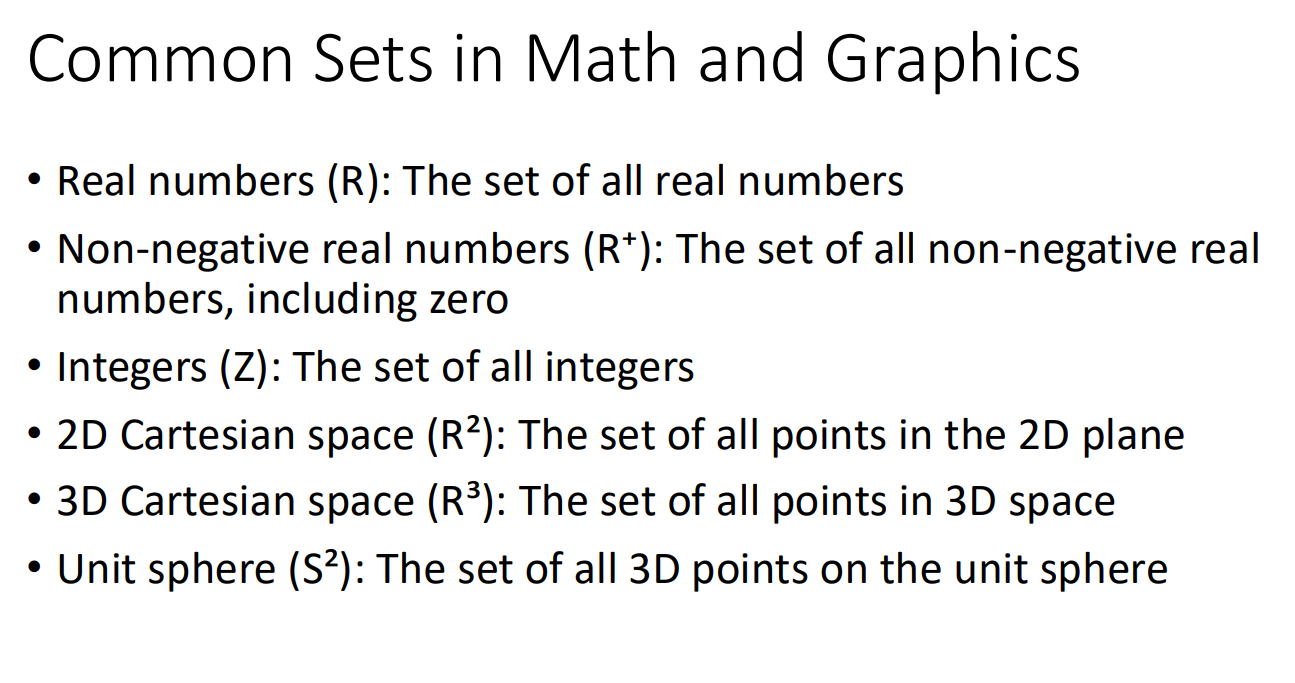 Common Sets in Math and Graphics
• Real numbers (R): The set of all real numbers
• Non-negative real numbers (R⁺): The set of all non-negative real
numbers, including zero
• Integers (Z): The set of all integers
• 2D Cartesian space (R²): The set of all points in the 2D plane
• 3D Cartesian space (R³): The set of all points in 3D space
• Unit sphere (S²): The set of all 3D points on the unit sphere